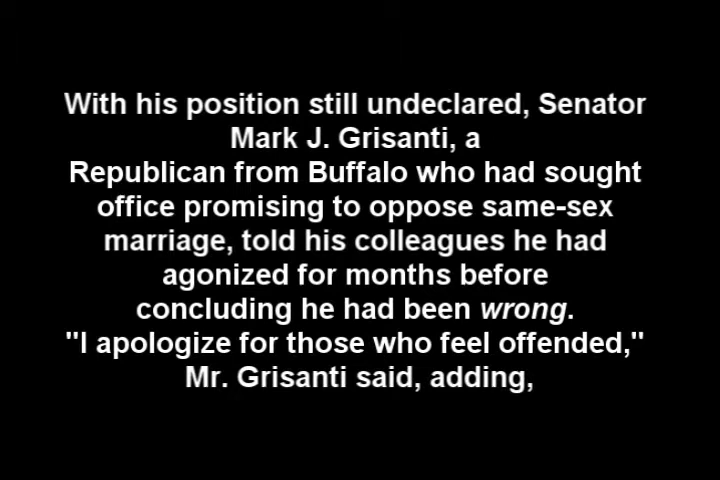 With his position still undeclared, Senator
Mark J. Grisanti, a
Republican from Buffalo who had sought
office promising to oppose same-sex
marriage, told his colleagues he had
agonized for months before
concluding he had been wrong.
"I apologize for those who feel offended,"
Mr. Grisanti said, adding,